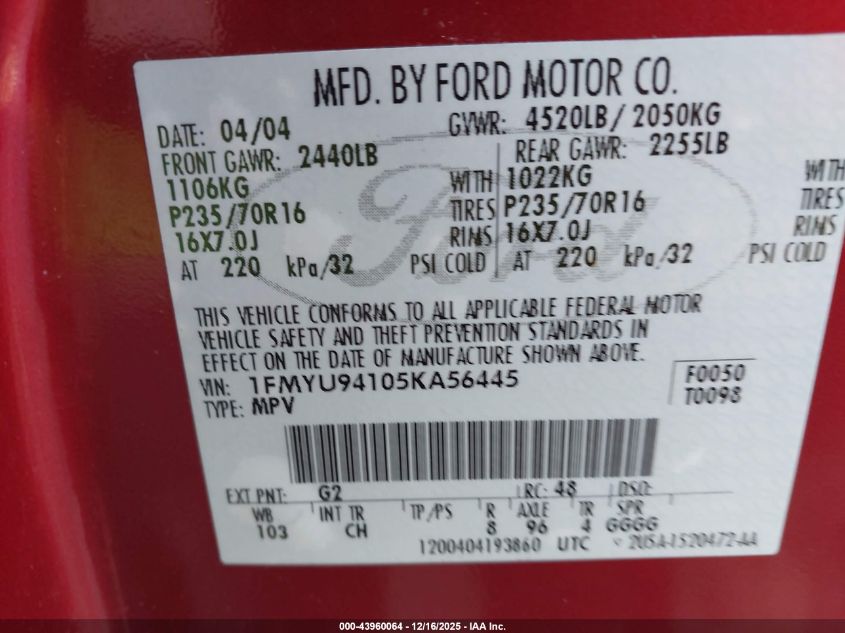 MFD. BY FORD MOTOR CO.
DATE: 04/04 GVWR: 4520LB/ 2050KG
FRONT GAWR: 2440LB REAR GAWR: 2255LB
1106KG WITH 1022KG WITH
P235/70R16 TIRES P235/70R16 TIRES
16X7.0J RIMS 16X7.0J RIMS
AT 220 kPa/32 PSI COLD AT 220 kPa/32 PSI COLD
THIS VEHICLE CONFORMS TO ALL APPLICABLE FEDERAL MOTOR
VEHICLE SAFETY AND THEFT PREVENTION STANDARDS IN
EFFECT ON THE DATE OF MANUFACTURE SHOWN ABOVE.
VIN: 1FMYU94105KA56445 F0050
TYPE: MPV T0098
EXT PNT: G2 RC: 48 DSO:
WB INT TR TP/PS R AXLE TR SPR
103 CH 8 96 4 GGGG
1200404193860 UTC 2U5A-1520472-AA
Ford
000-43960064 - 12/16/2025 - IAA Inc.